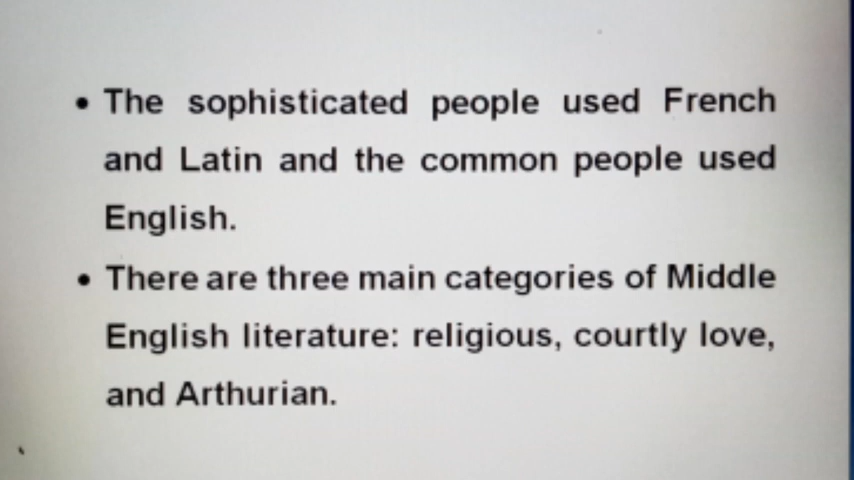 • The sophisticated people used French
and Latin and the common people used
English.
• There are three main categories of Middle
English literature: religious, courtly love,
and Arthurian.